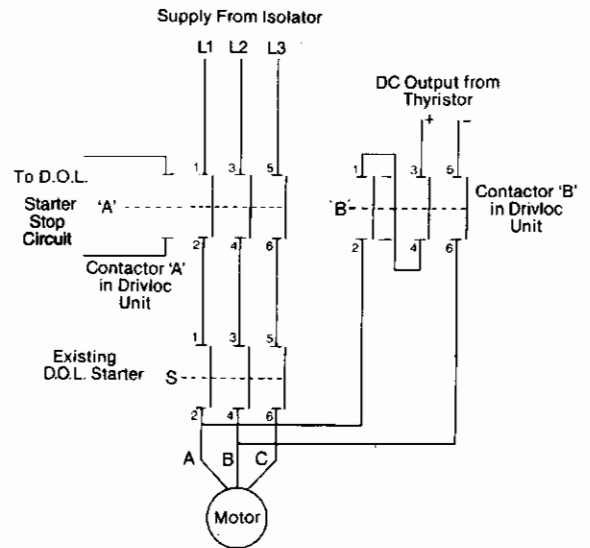 Supply From Isolator
L1 L2 L3
DC Output from
Thyristor
+ −
1 3 5
1 3 5
To D.O.L.
Starter
Stop
Circuit
'A'
'B'
Contactor 'B'
in Drivloc
Unit
2 4 6
2 4 6
Contactor 'A'
in Drivloc
Unit
1 3 5
Existing
D.O.L. Starter
S
2 4 6
A B C
Motor